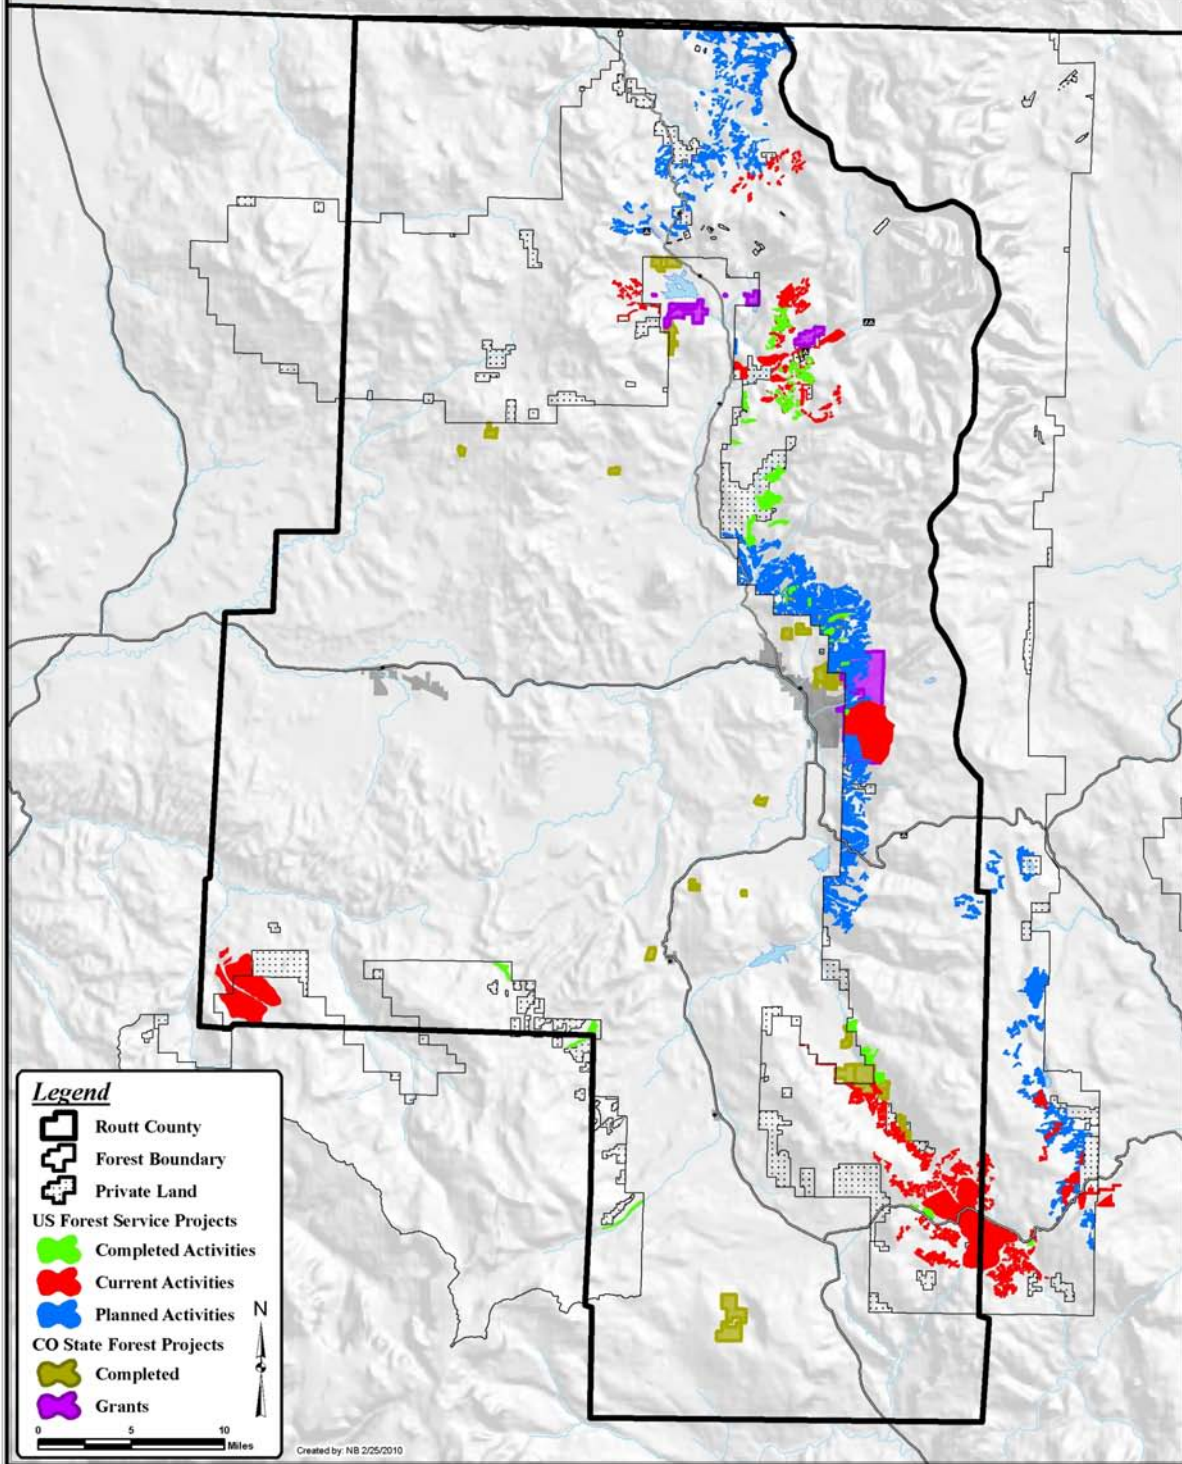 Legend
Routt County
Forest Boundary
Private Land
US Forest Service Projects
Completed Activities
Current Activities
Planned Activities
N
CO State Forest Projects
Completed
Grants
0 5 10
Miles
Created by: NB 2/25/2010